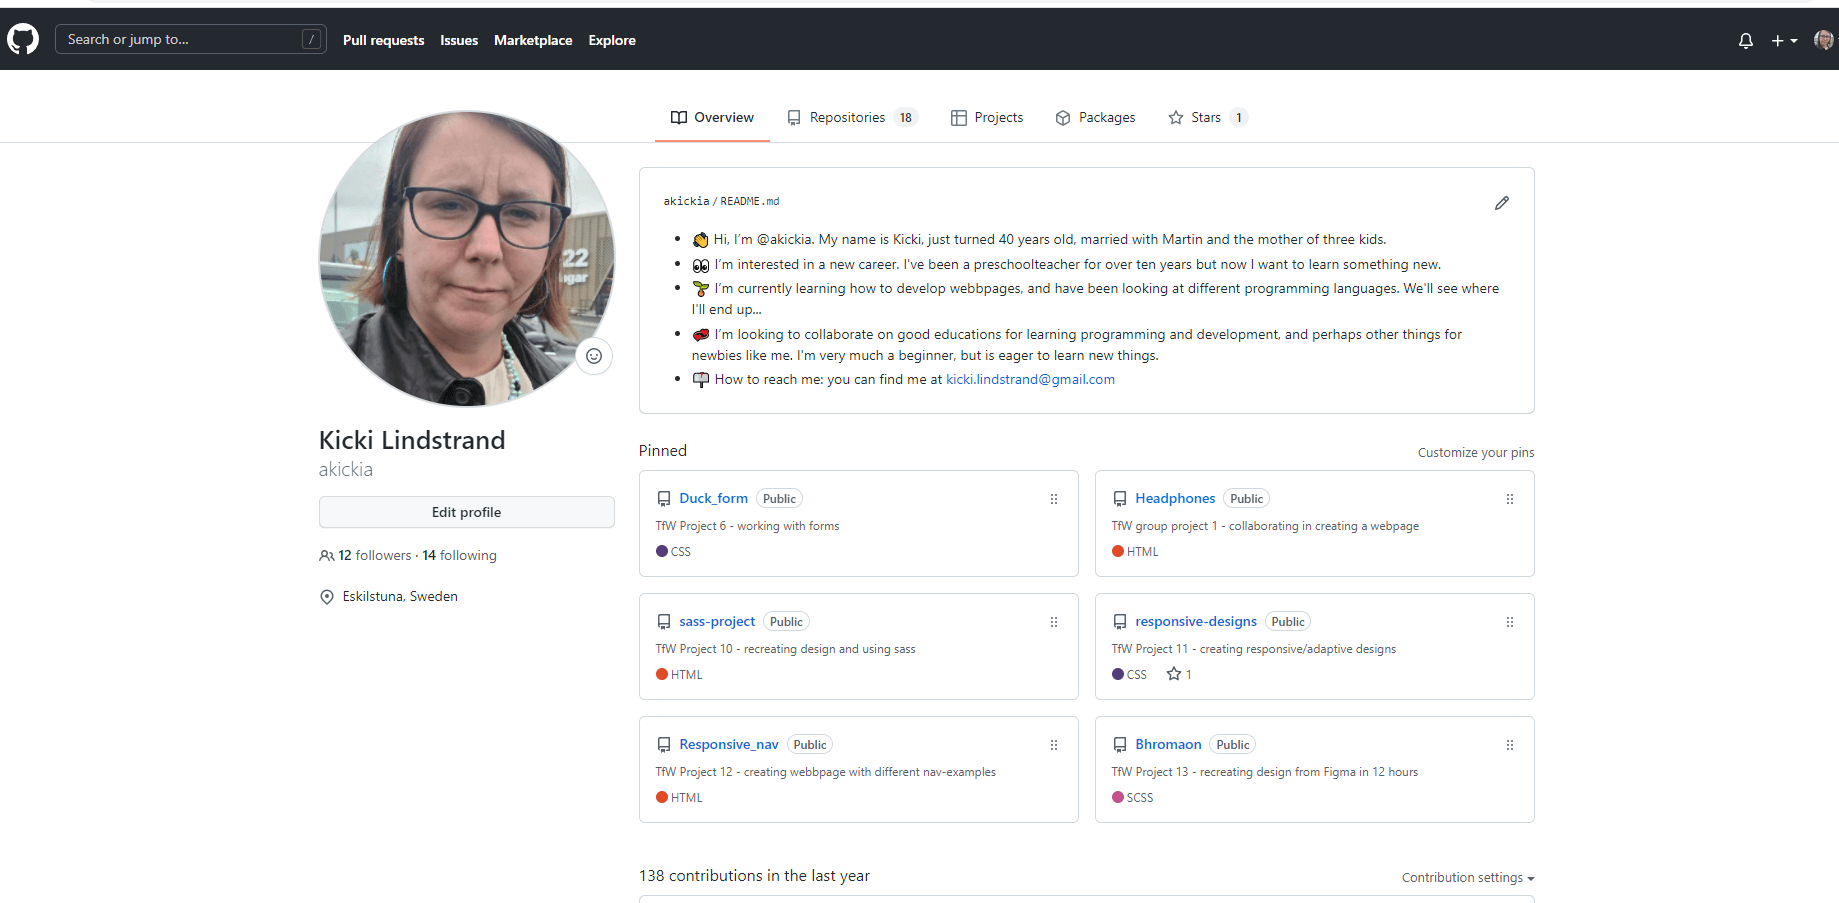 Search or jump to... /
Pull requests
Issues
Marketplace
Explore
Overview
Repositories 18
Projects
Packages
Stars 1
22
gar
Kicki Lindstrand
akickia
Edit profile
12 followers · 14 following
Eskilstuna, Sweden
akickia / README.md
Hi, I'm @akickia. My name is Kicki, just turned 40 years old, married with Martin and the mother of three kids.
I'm interested in a new career. I've been a preschoolteacher for over ten years but now I want to learn something new.
I'm currently learning how to develop webbpages, and have been looking at different programming languages. We'll see where
I'll end up...
I'm looking to collaborate on good educations for learning programming and development, and perhaps other things for
newbies like me. I'm very much a beginner, but is eager to learn new things.
How to reach me: you can find me at kicki.lindstrand@gmail.com
Pinned
Customize your pins
Duck_form Public
TfW Project 6 - working with forms
CSS
Headphones Public
TfW group project 1 - collaborating in creating a webpage
HTML
sass-project Public
TfW Project 10 - recreating design and using sass
HTML
responsive-designs Public
TfW Project 11 - creating responsive/adaptive designs
CSS 1
Responsive_nav Public
TfW Project 12 - creating webbpage with different nav-examples
HTML
Bhromaon Public
TfW Project 13 - recreating design from Figma in 12 hours
SCSS
138 contributions in the last year
Contribution settings